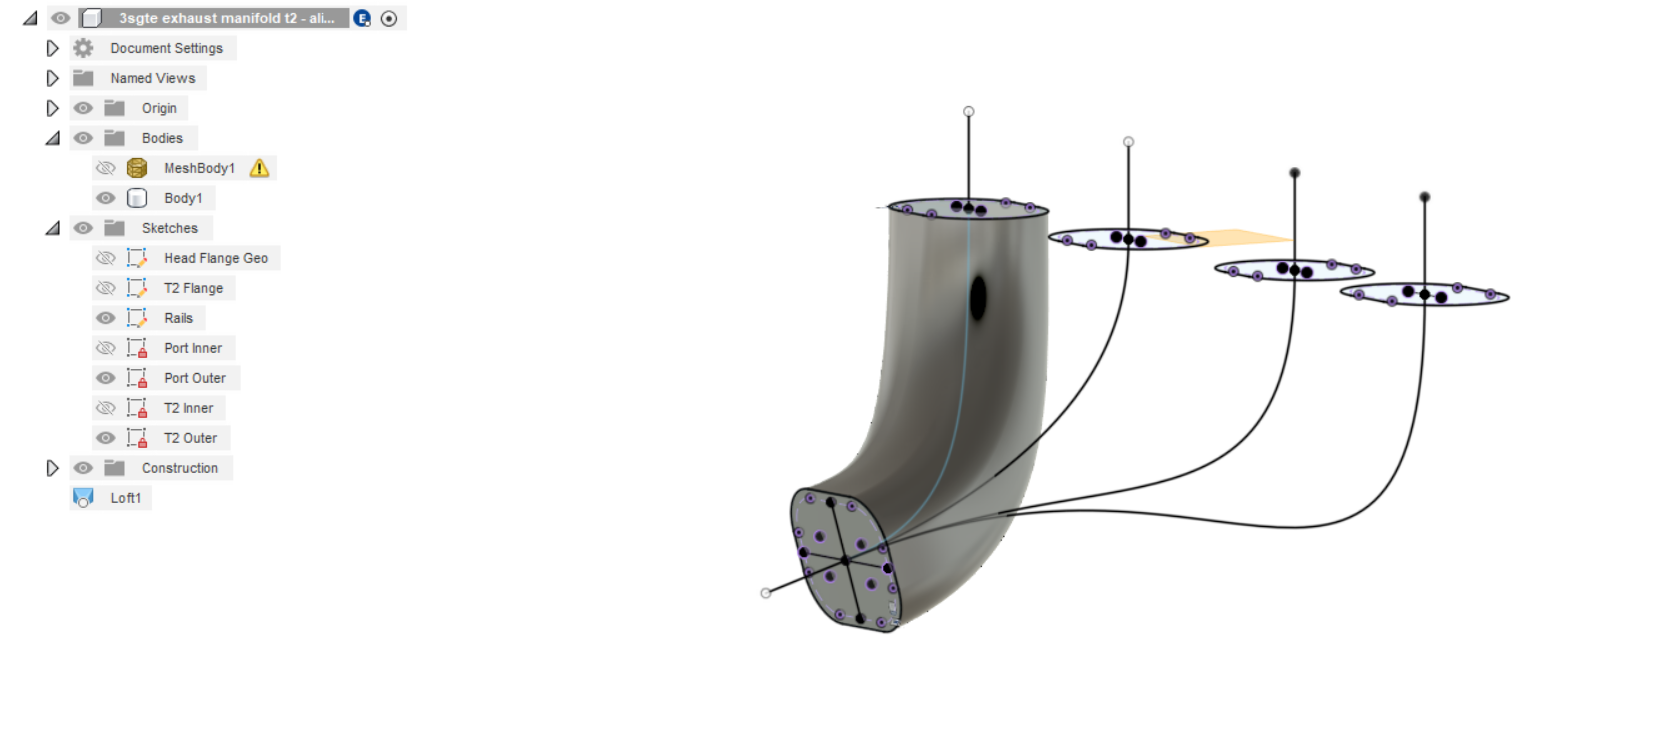 3sgte exhaust manifold t2 - ali... E
Document Settings
Named Views
Origin
Bodies
MeshBody1
Body1
Sketches
Head Flange Geo
T2 Flange
Rails
Port Inner
Port Outer
T2 Inner
T2 Outer
Construction
Loft1